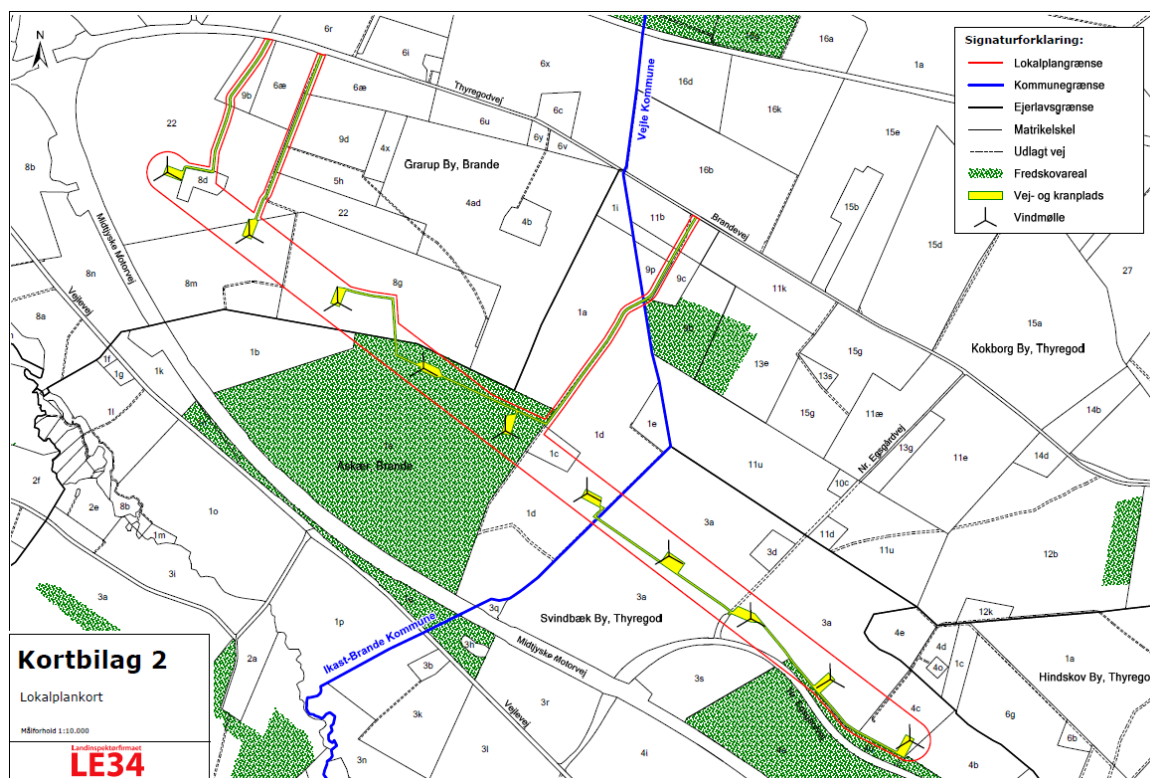 N
6r
6i
6x
16a
1a
16d
16k
15e
9b
6æ
6æ
Thyregodvej
6u
6c
6y
6v
22
9d
4x
Grarup By, Brande
Vejle Kommune
16b
8b
8d
5h
4ad
4b
22
1i
11b
Brandevej
15b
15d
27
Midtjyske Motorvej
8n
8m
8g
9p
9c
11k
1a
15a
Vejlevej
8a
1b
13e
15g
Kokborg By, Thyregod
1f
1g
1k
13s
15g
11æ
14b
1l
1e
1d
Nr. Egsgårdvej
13g
11e
14d
Askær, Brande
1c
11u
10c
2f
2e
8b
1m
1o
1d
3a
11d
3d
11u
12b
3i
3a
3a
3q
Svindbæk By, Thyregod
3a
12k
4e
1p
Ikast-Brande Kommune
3h
Midtjyske Motorvej
4d
4o
1c
1a
Hindskov By, Thyregod
2a
3b
3s
4c
3k
Vejlevej
3r
6g
6b
3n
3l
4i
4b
Signaturforklaring:
Lokalplangrænse
Kommunegrænse
Ejerlavsgrænse
Matrikelskel
Udlagt vej
Fredskovareal
Vej- og kranplads
Vindmølle
Kortbilag 2
Lokalplankort
Målforhold 1:10.000
Landinspektørfirmaet
LE34